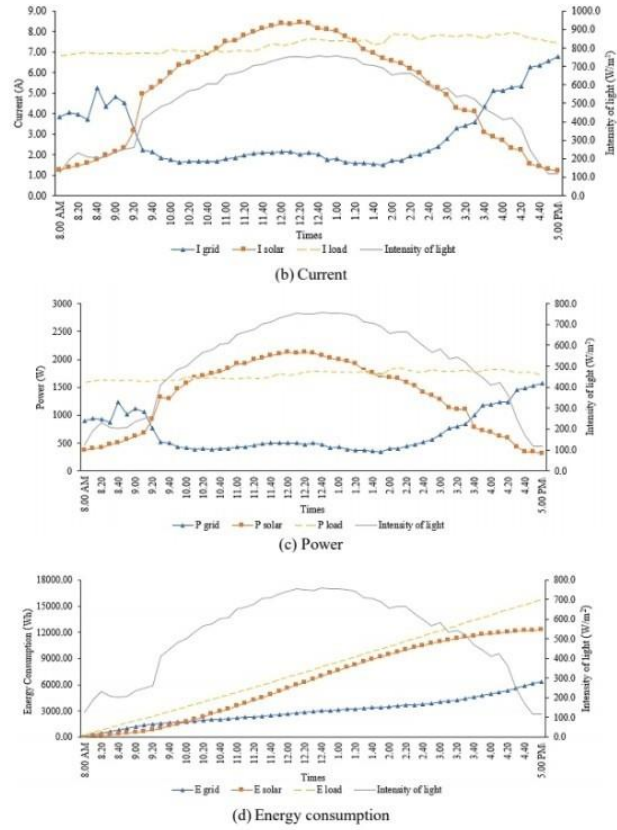 9.00 1000.0
8.00 900.0
7.00 800.0
6.00 700.0
5.00 600.0
4.00 500.0
3.00 400.0
2.00 300.0
1.00 200.0
0.00 100.0
0.0
Current (A)
Intensity of light (W/m²)
8.00 AM 8.20 8.40 9.00 9.20 9.40 10.00 10.20 10.40 11.00 11.20 11.40 12.00 12.20 12.40 1.00 1.20 1.40 2.00 2.20 2.40 3.00 3.20 3.40 4.00 4.20 4.40 5.00 PM
Times
I grid I solar I load Intensity of light
(b) Current
3000 800.0
2500 700.0
2000 600.0
1500 500.0
1000 400.0
500 300.0
0 200.0
100.0
0.0
Power (W)
Intensity of light (W/m²)
8.00 AM 8.20 8.40 9.00 9.20 9.40 10.00 10.20 10.40 11.00 11.20 11.40 12.00 12.20 12.40 1.00 1.20 1.40 2.00 2.20 2.40 3.00 3.20 3.40 4.00 4.20 4.40 5.00 PM
Times
P grid P solar P load Intensity of light
(c) Power
18000.00 800.0
15000.00 700.0
12000.00 600.0
9000.00 500.0
6000.00 400.0
3000.00 300.0
0.00 200.0
100.0
0.0
Energy Consumption (Wh)
Intensity of light (W/m²)
8.00 AM 8.20 8.40 9.00 9.20 9.40 10.00 10.20 10.40 11.00 11.20 11.40 12.00 12.20 12.40 1.00 1.20 1.40 2.00 2.20 2.40 3.00 3.20 3.40 4.00 4.20 4.40 5.00 PM
Times
E grid E solar E load Intensity of light
(d) Energy consumption